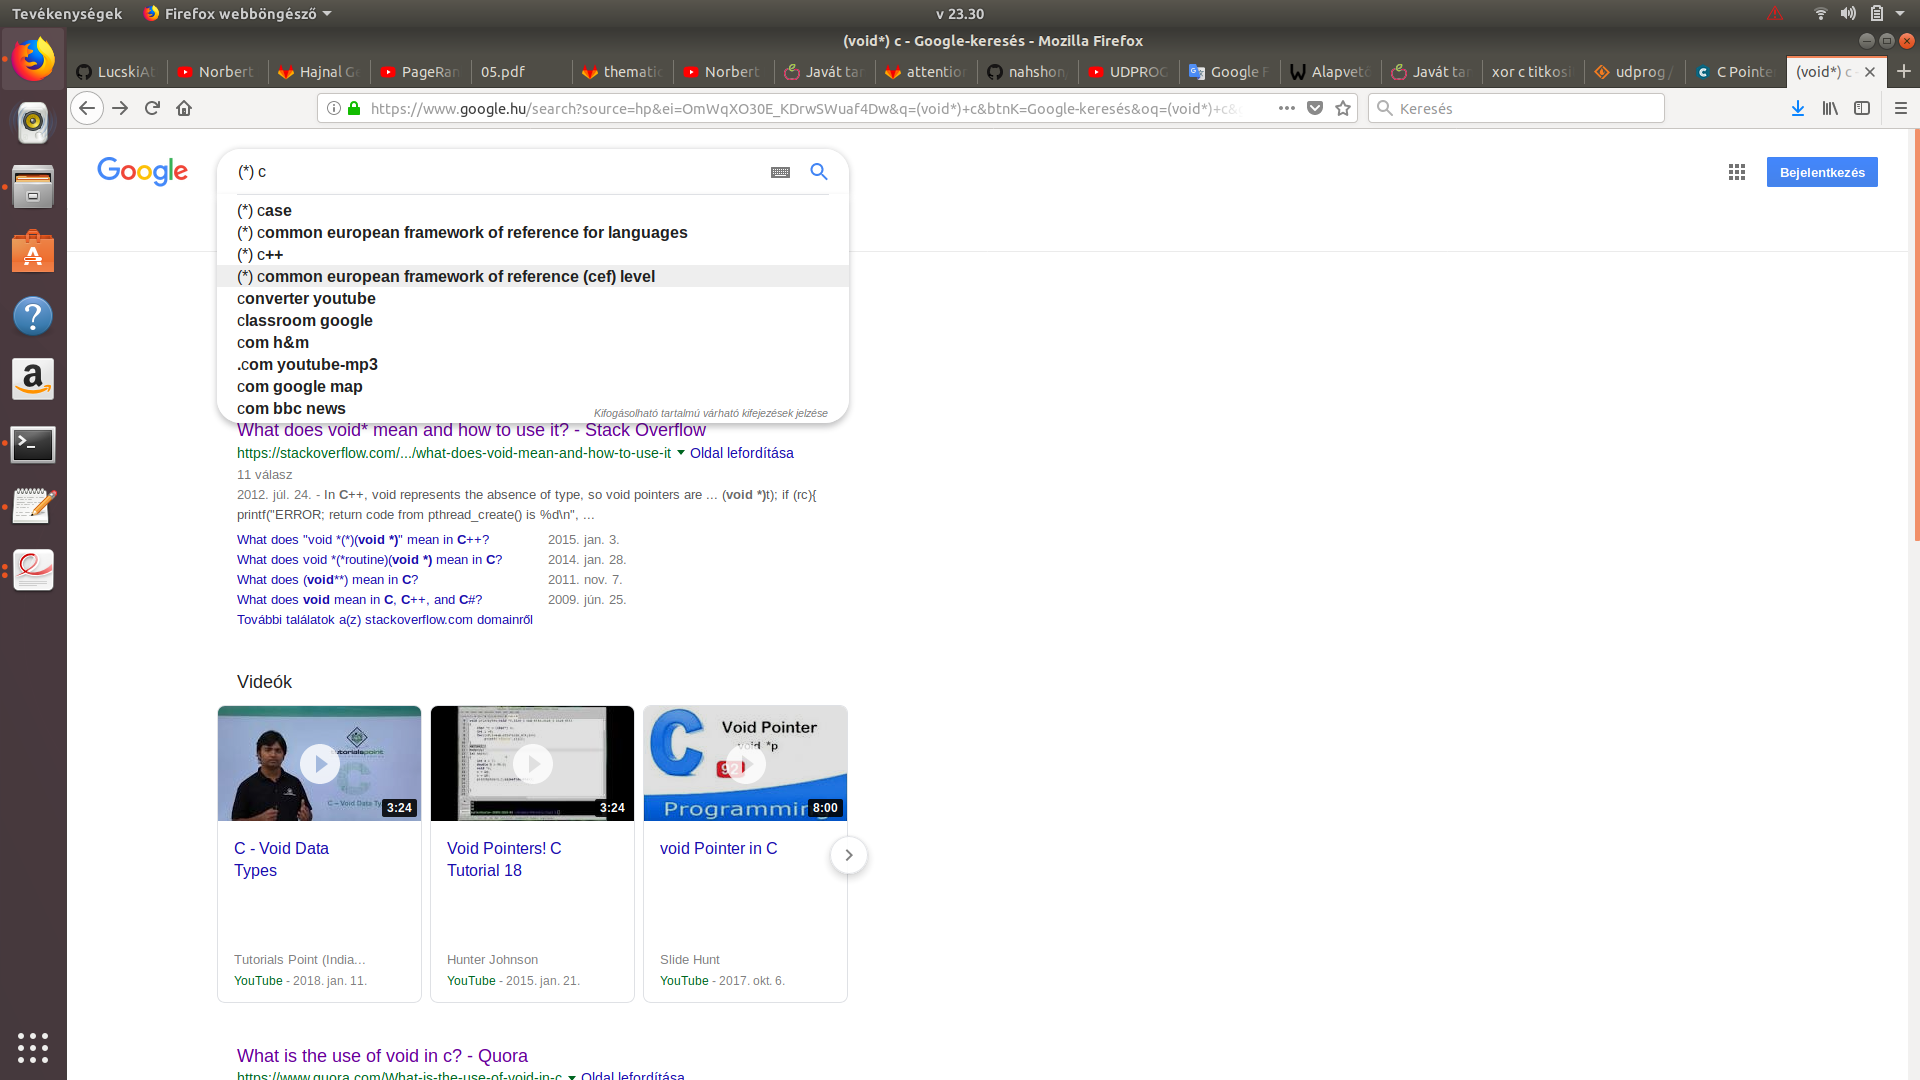 Tevékenységek
Firefox webböngésző
v 23.30
(void*) c - Google-keresés - Mozilla Firefox
LucskiAt
Norbert
Hajnal Ge
PageRan
05.pdf
thematic
Norbert
Javát tan
attention
nahshon
UDPROG
Google F
Alapvető
Javát tan
xor c titkosí
udprog /
C Pointe
(void*) c -
https://www.google.hu/search?source=hp&ei=OmWqXO30E_KDrwSWuaf4Dw&q=(void*)+c&btnK=Google-keresés&oq=(void*)+c&
Keresés
Google
(*) c
Bejelentkezés
(*) case
(*) common european framework of reference for languages
(*) c++
(*) common european framework of reference (cef) level
converter youtube
classroom google
com h&m
.com youtube-mp3
com google map
com bbc news
Kifogásolható tartalmú várható kifejezések jelzése
What does void* mean and how to use it? - Stack Overflow
https://stackoverflow.com/.../what-does-void-mean-and-how-to-use-it Oldal lefordítása
11 válasz
2012. júl. 24. - In C++, void represents the absence of type, so void pointers are ... (void *)t); if (rc){
printf("ERROR; return code from pthread_create() is %d\n", ...
What does "void *(*)(void *)" mean in C++? 2015. jan. 3.
What does void *(*routine)(void *) mean in C? 2014. jan. 28.
What does (void**) mean in C? 2011. nov. 7.
What does void mean in C, C++, and C#? 2009. jún. 25.
További találatok a(z) stackoverflow.com domainről
Videók
tutorialspoint
C - Void Data Ty
3:24
3:24
C
Void Pointer
void *p
92
Programming
8:00
C - Void Data
Types
Void Pointers! C
Tutorial 18
void Pointer in C
Tutorials Point (India...
YouTube - 2018. jan. 11.
Hunter Johnson
YouTube - 2015. jan. 21.
Slide Hunt
YouTube - 2017. okt. 6.
What is the use of void in c? - Quora
https://www.quora.com/What-is-the-use-of-void-in-c Oldal lefordítása